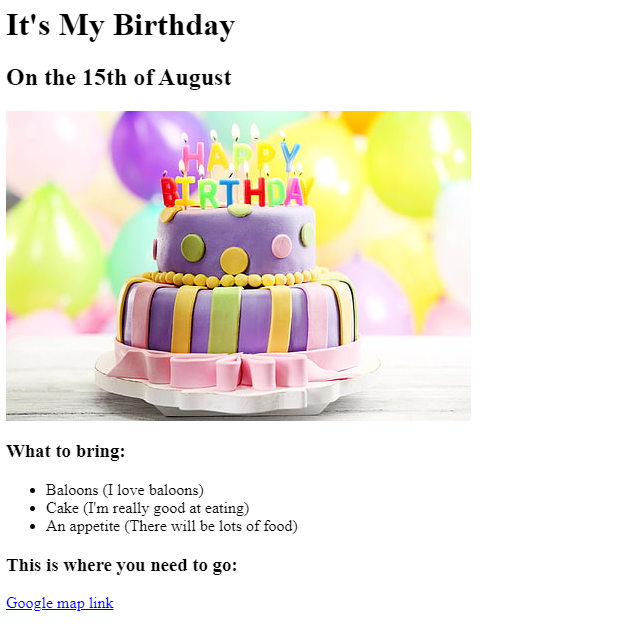 It's My Birthday
On the 15th of August
HAPPY
BIRTHDAY
What to bring:
Baloons (I love baloons)
Cake (I'm really good at eating)
An appetite (There will be lots of food)
This is where you need to go:
Google map link